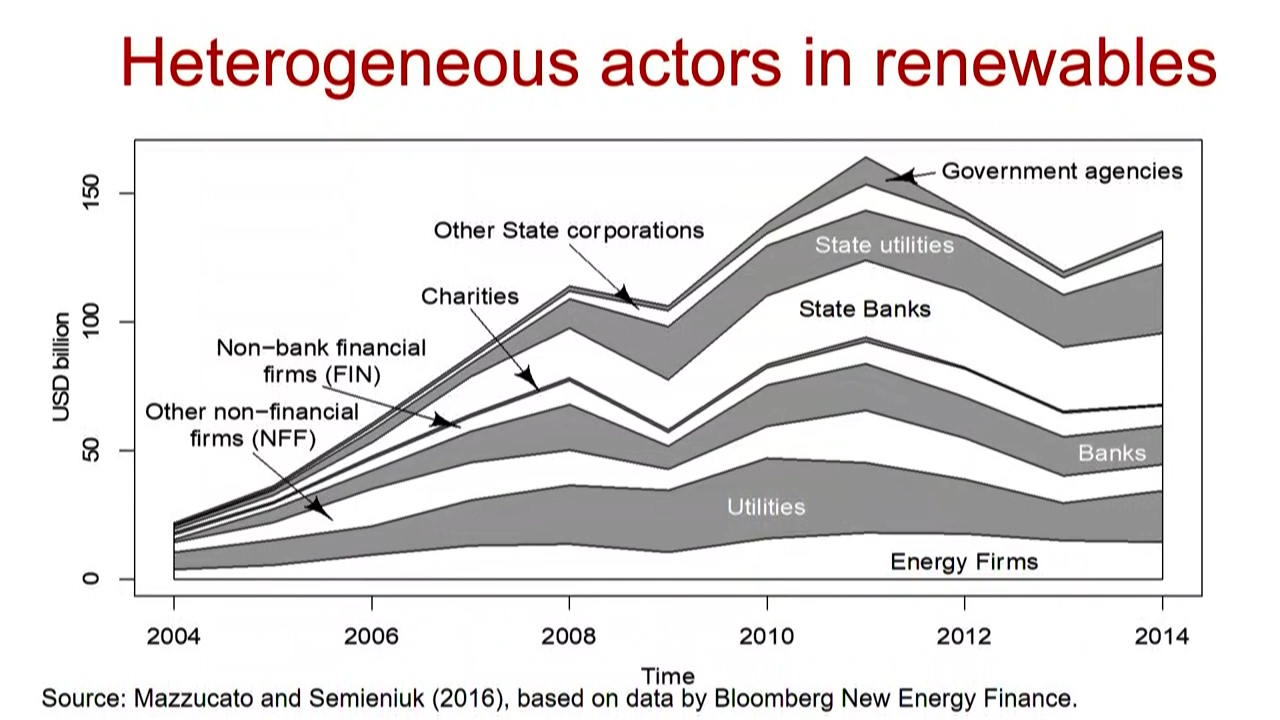 Heterogeneous actors in renewables
150
100
50
0
USD billion
Government agencies
Other State corporations
State utilities
Charities
State Banks
Non−bank financial
firms (FIN)
Other non−financial
firms (NFF)
Banks
Utilities
Energy Firms
2004
2006
2008
2010
2012
2014
Time
Source: Mazzucato and Semieniuk (2016), based on data by Bloomberg New Energy Finance.